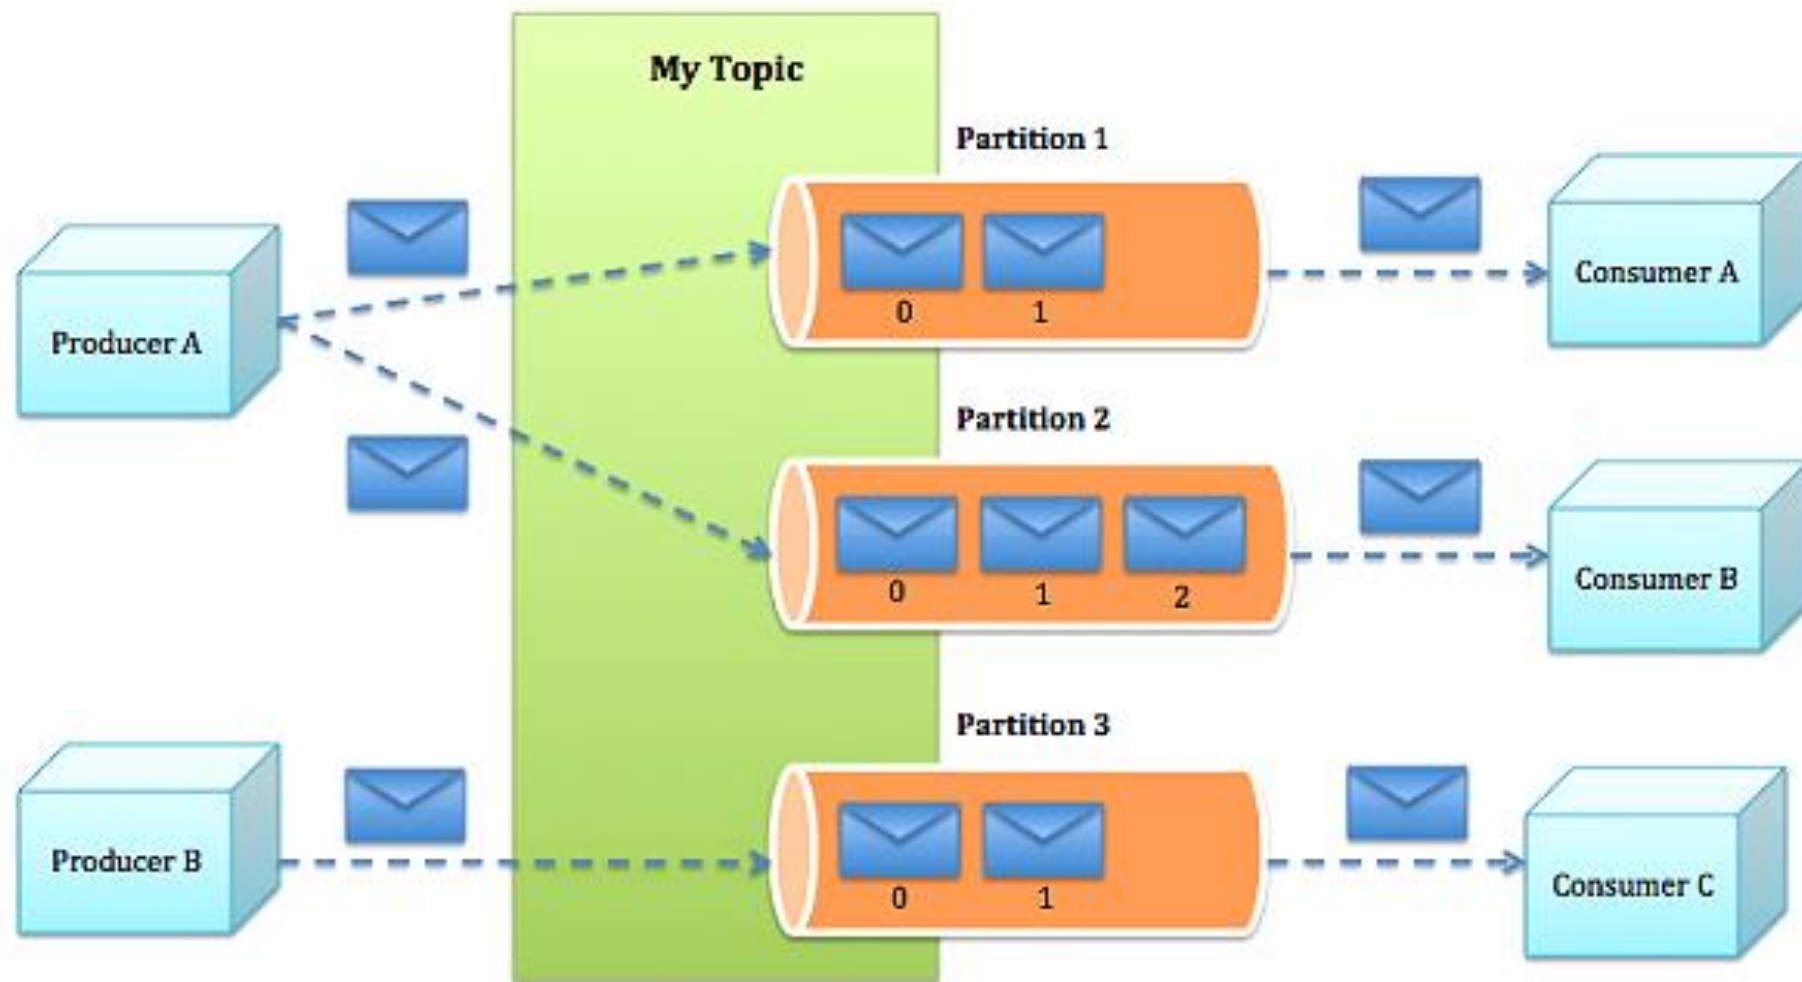 My Topic
Partition 1
0 1
Producer A
Consumer A
Partition 2
0 1 2
Consumer B
Partition 3
0 1
Producer B
Consumer C